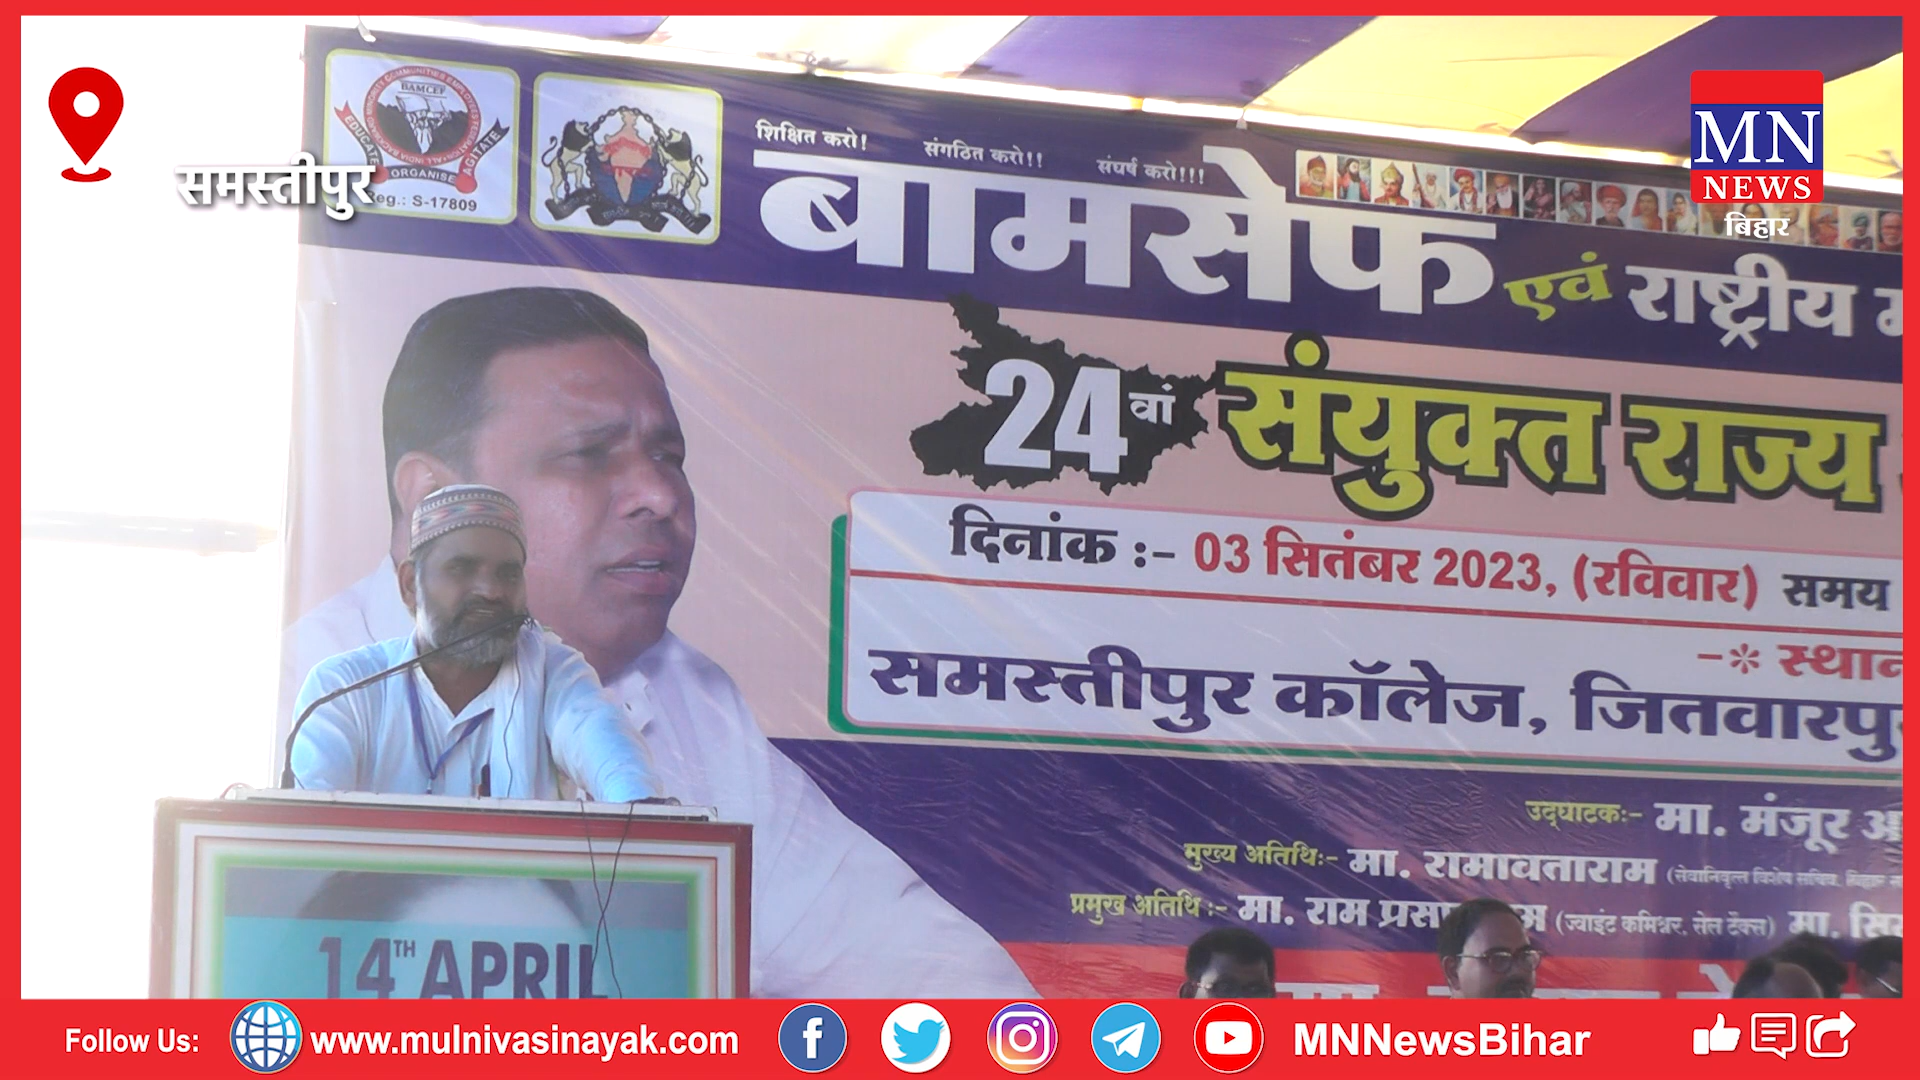 समस्तीपुर
BAMCEF
EDUCATE
ORGANISE
AGITATE
Reg.: S-17809
शिक्षित करो! संगठित करो!! संघर्ष करो!!!
बामसेफ एवं राष्ट्रीय
MN
NEWS
बिहार
24वां संयुक्त राज्य
दिनांक :- 03 सितंबर 2023, (रविवार) समय
-* स्थान
समस्तीपुर कॉलेज, जितवारपुर
उद्घाटक:- मा. मंजूर
मुख्य अतिथि:- मा. रामावताराम (सेवानिवृत्त विशेष सचिव, बिहार
प्रमुख अतिथि :- मा. राम (ज्वाइंट कमिश्नर, सेल टैक्स) मा.
14TH APRIL
Follow Us: www.mulnivasinayak.com MNNewsBihar